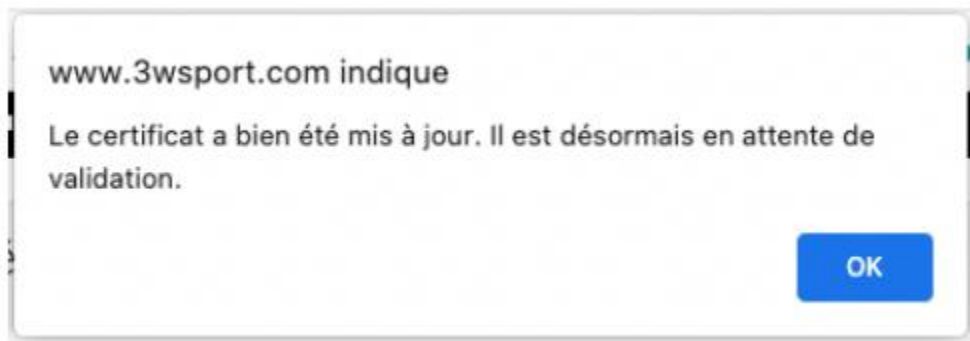 www.3wsport.com indique
Le certificat a bien été mis à jour. Il est désormais en attente de
validation.
OK